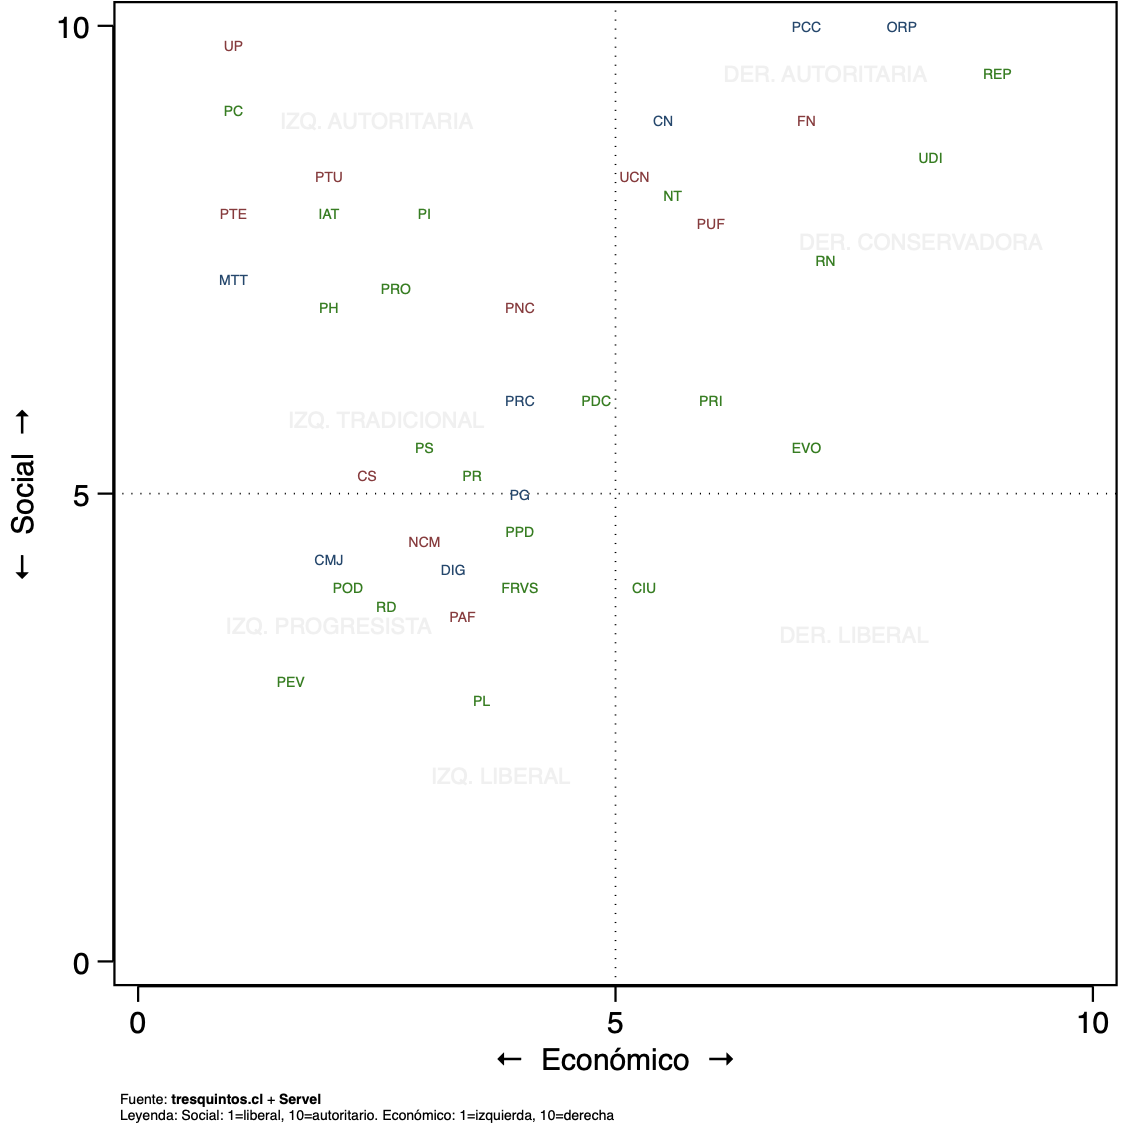 10
PCC ORP
UP
DER. AUTORITARIA REP
PC
IZQ. AUTORITARIA CN FN
UDI
PTU UCN
NT
PTE IAT PI
PUF
DER. CONSERVADORA
RN
MTT
PRO
PH PNC
PRC PDC PRI
IZQ. TRADICIONAL
PS EVO
CS PR
5 PG
PPD
NCM
CMJ
DIG
POD FRVS CIU
RD
PAF
IZQ. PROGRESISTA
DER. LIBERAL
PEV
PL
IZQ. LIBERAL
0
← Social →
0 5 10
← Económico →
Fuente: tresquintos.cl + Servel
Leyenda: Social: 1=liberal, 10=autoritario. Económico: 1=izquierda, 10=derecha